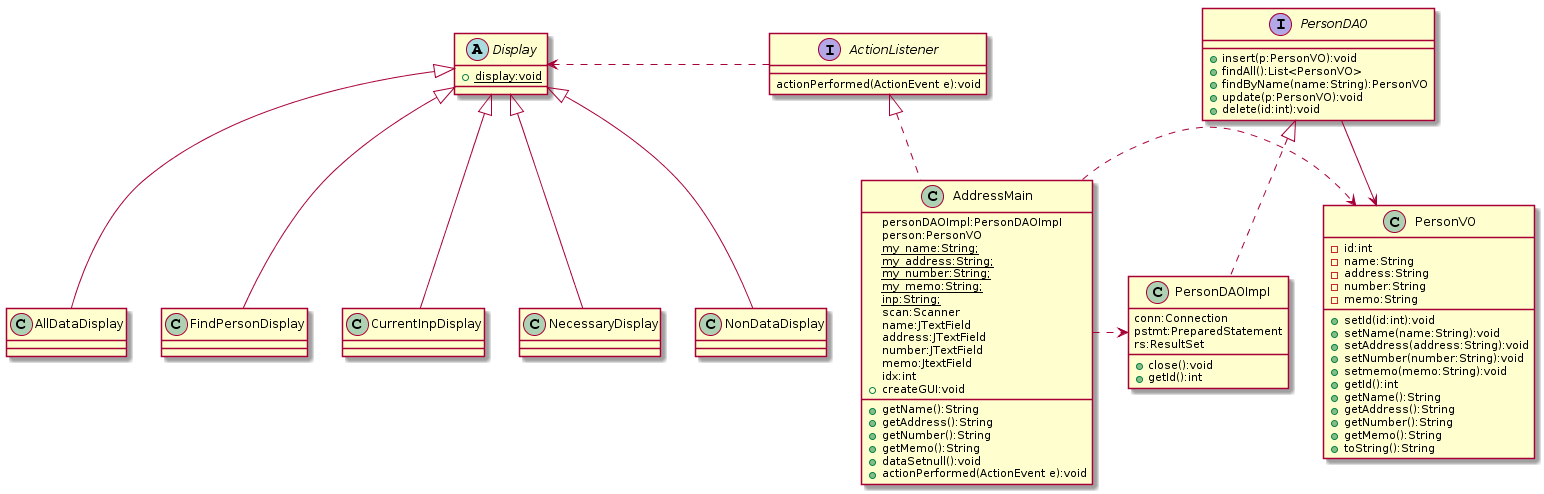 A Display
+ display:void
I ActionListener
actionPerformed(ActionEvent e):void
I PersonDAO
insert(p:PersonVO):void
findAll():List<PersonVO>
findByName(name:String):PersonVO
update(p:PersonVO):void
delete(id:int):void
C AllDataDisplay
C FindPersonDisplay
C CurrentInpDisplay
C NecessaryDisplay
C NonDataDisplay
C AddressMain
personDAOImpl:PersonDAOImpl
person:PersonVO
my_name:String;
my_address:String;
my_number:String;
my_memo:String;
inp:String;
scan:Scanner
name:JTextField
address:JTextField
number:JTextField
memo:JtextField
idx:int
createGUI:void
getName():String
getAddress():String
getNumber():String
getMemo():String
dataSetnull():void
actionPerformed(ActionEvent e):void
C PersonDAOImpl
conn:Connection
pstmt:PreparedStatement
rs:ResultSet
close():void
getId():int
C PersonVO
id:int
name:String
address:String
number:String
memo:String
setId(id:int):void
setName(name:String):void
setAddress(address:String):void
setNumber(number:String):void
setmemo(memo:String):void
getId():int
getName():String
getAddress():String
getNumber():String
getMemo():String
toString():String